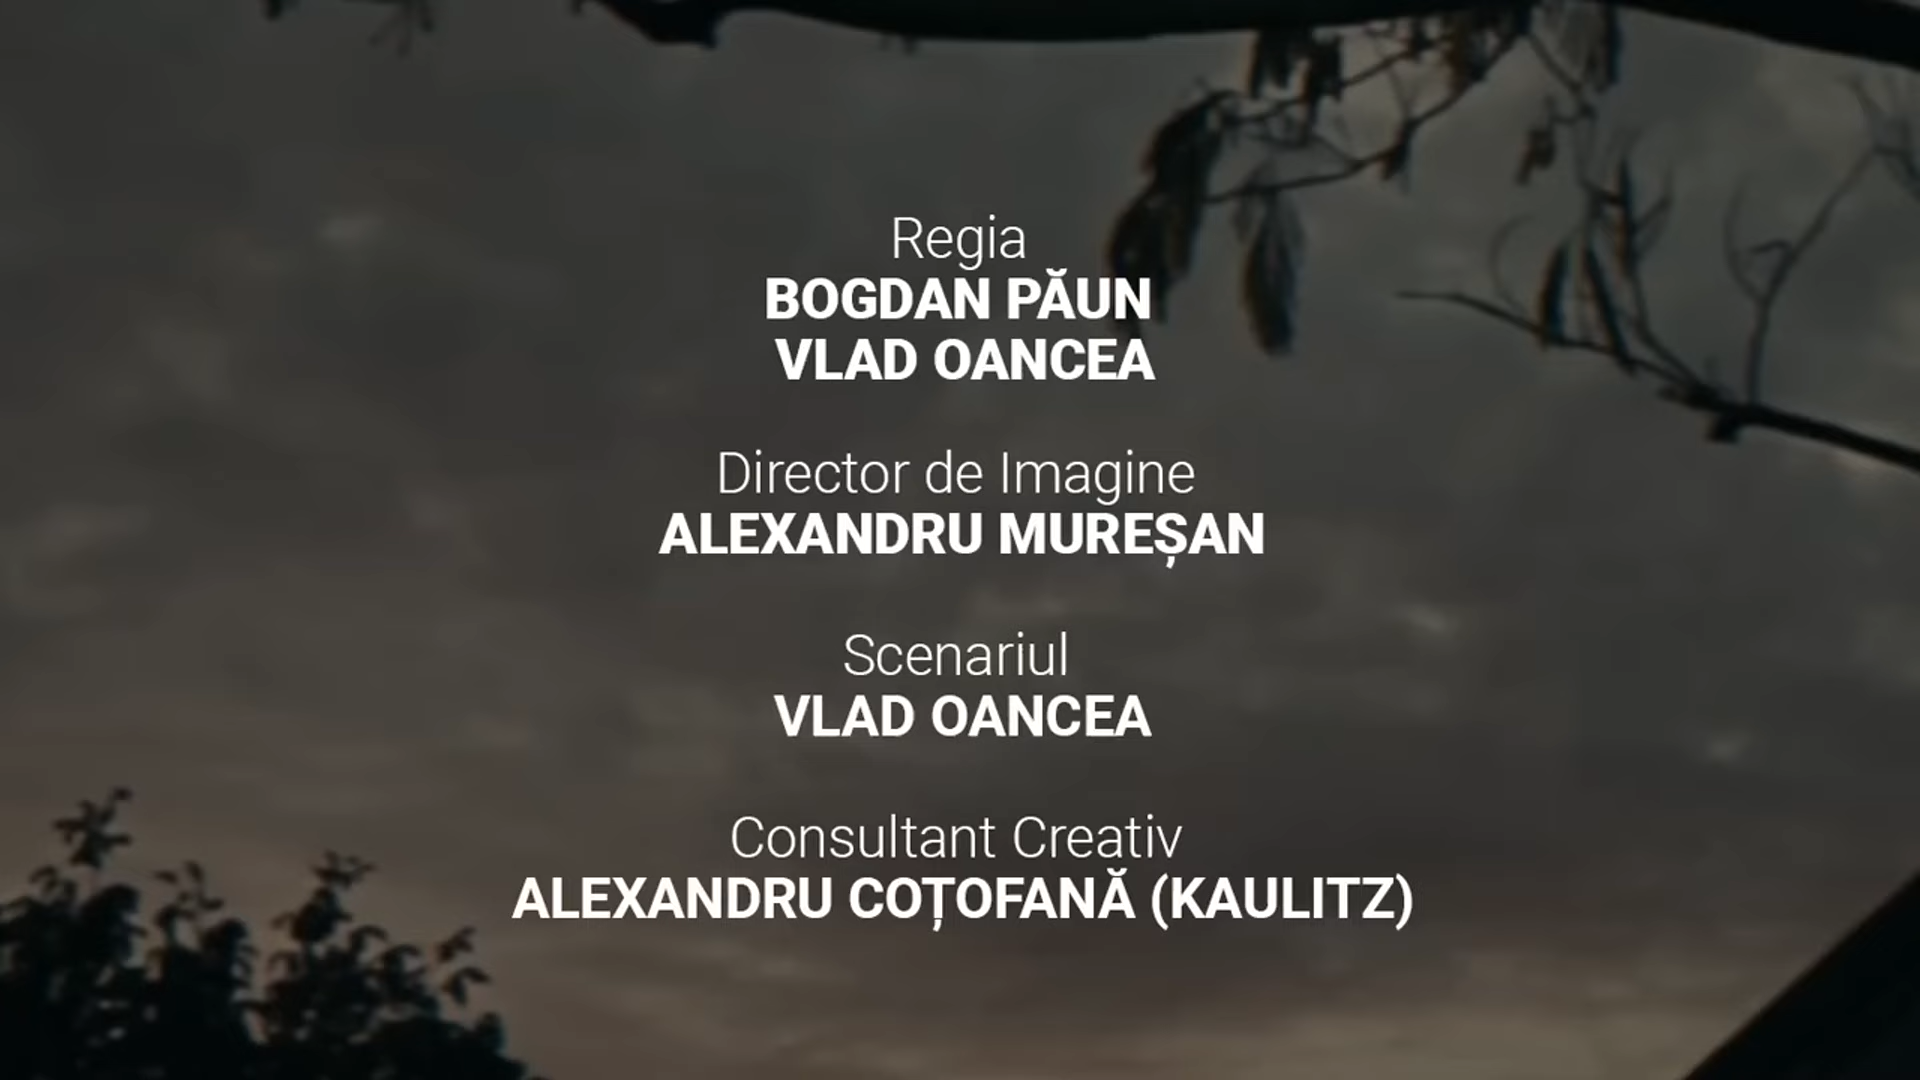 Regia
BOGDAN PĂUN
VLAD OANCEA
Director de Imagine
ALEXANDRU MUREȘAN
Scenariul
VLAD OANCEA
Consultant Creativ
ALEXANDRU COȚOFANĂ (KAULITZ)